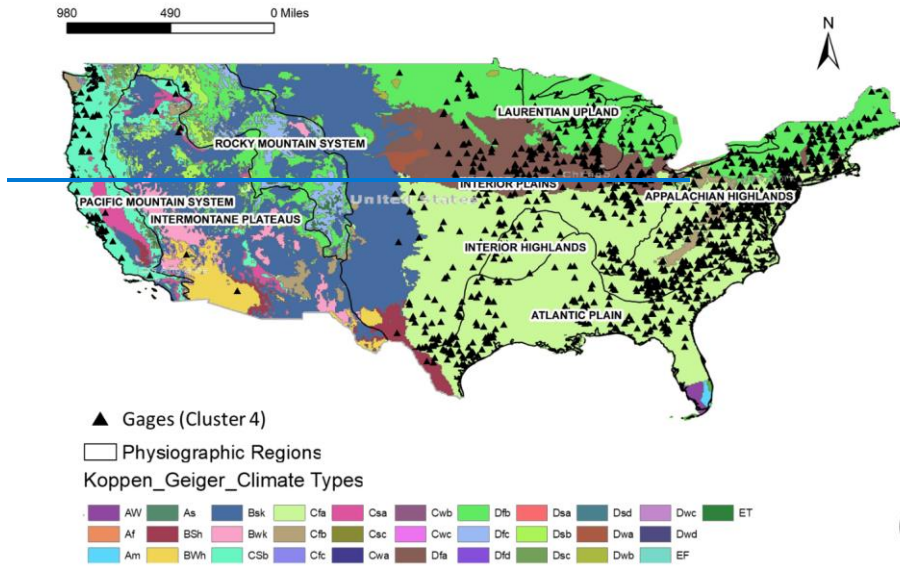 980 490 0 Miles
N
LAURENTIAN UPLAND
ROCKY MOUNTAIN SYSTEM
INTERIOR PLAINS
PACIFIC MOUNTAIN SYSTEM
APPALACHIAN HIGHLANDS
United States
INTERMONTANE PLATEAUS
INTERIOR HIGHLANDS
ATLANTIC PLAIN
Gages (Cluster 4)
Physiographic Regions
Koppen_Geiger_Climate Types
AW As Bsk Cfa Csa Cwb Dfb Dsa Dsd Dwc ET
Af BSh Bwk Cfb Csc Cwc Dfc Dsb Dwa Dwd
Am BWh CSb Cfc Cwa Dfa Dfd Dsc Dwb EF